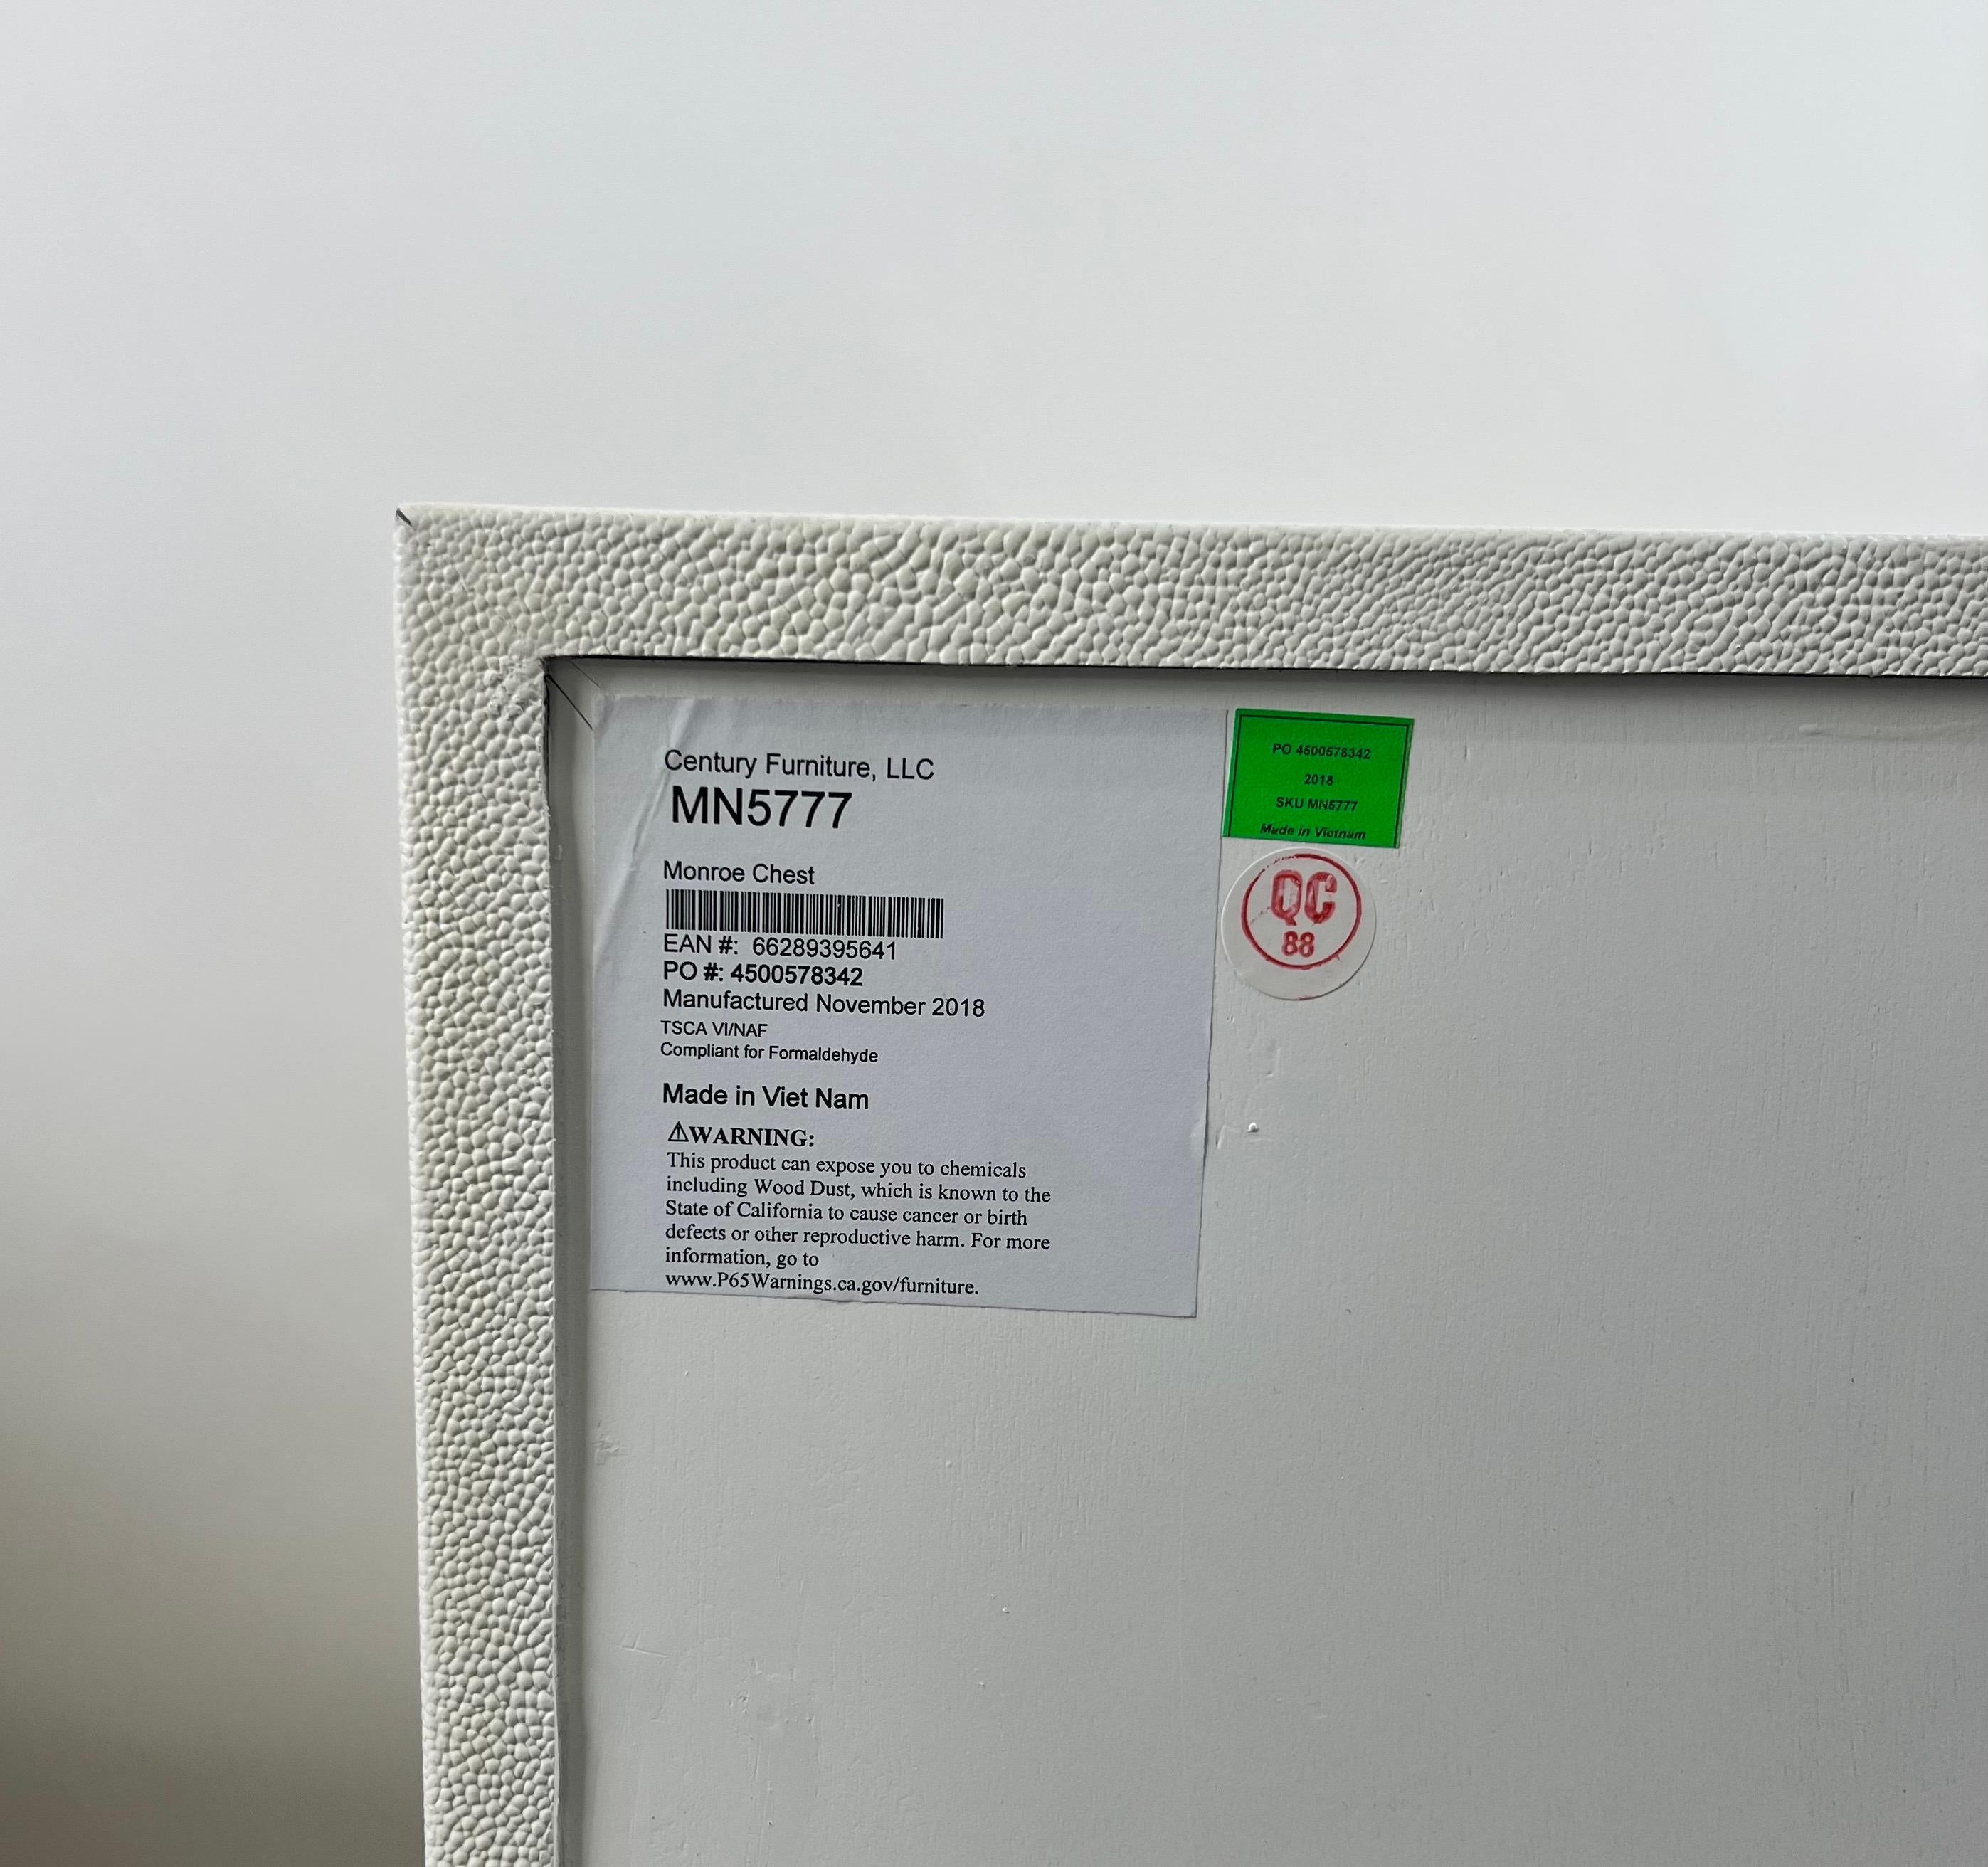 Century Furniture, LLC
MN5777
Monroe Chest
EAN #: 66289395641
PO #: 4500578342
Manufactured November 2018
TSCA VI/NAF
Compliant for Formaldehyde
Made in Viet Nam
⚠WARNING:
This product can expose you to chemicals
including Wood Dust, which is known to the
State of California to cause cancer or birth
defects or other reproductive harm. For more
information, go to
www.P65Warnings.ca.gov/furniture.
PO 4500578342
2018
SKU MN5777
Made in Vietnam
QC
88